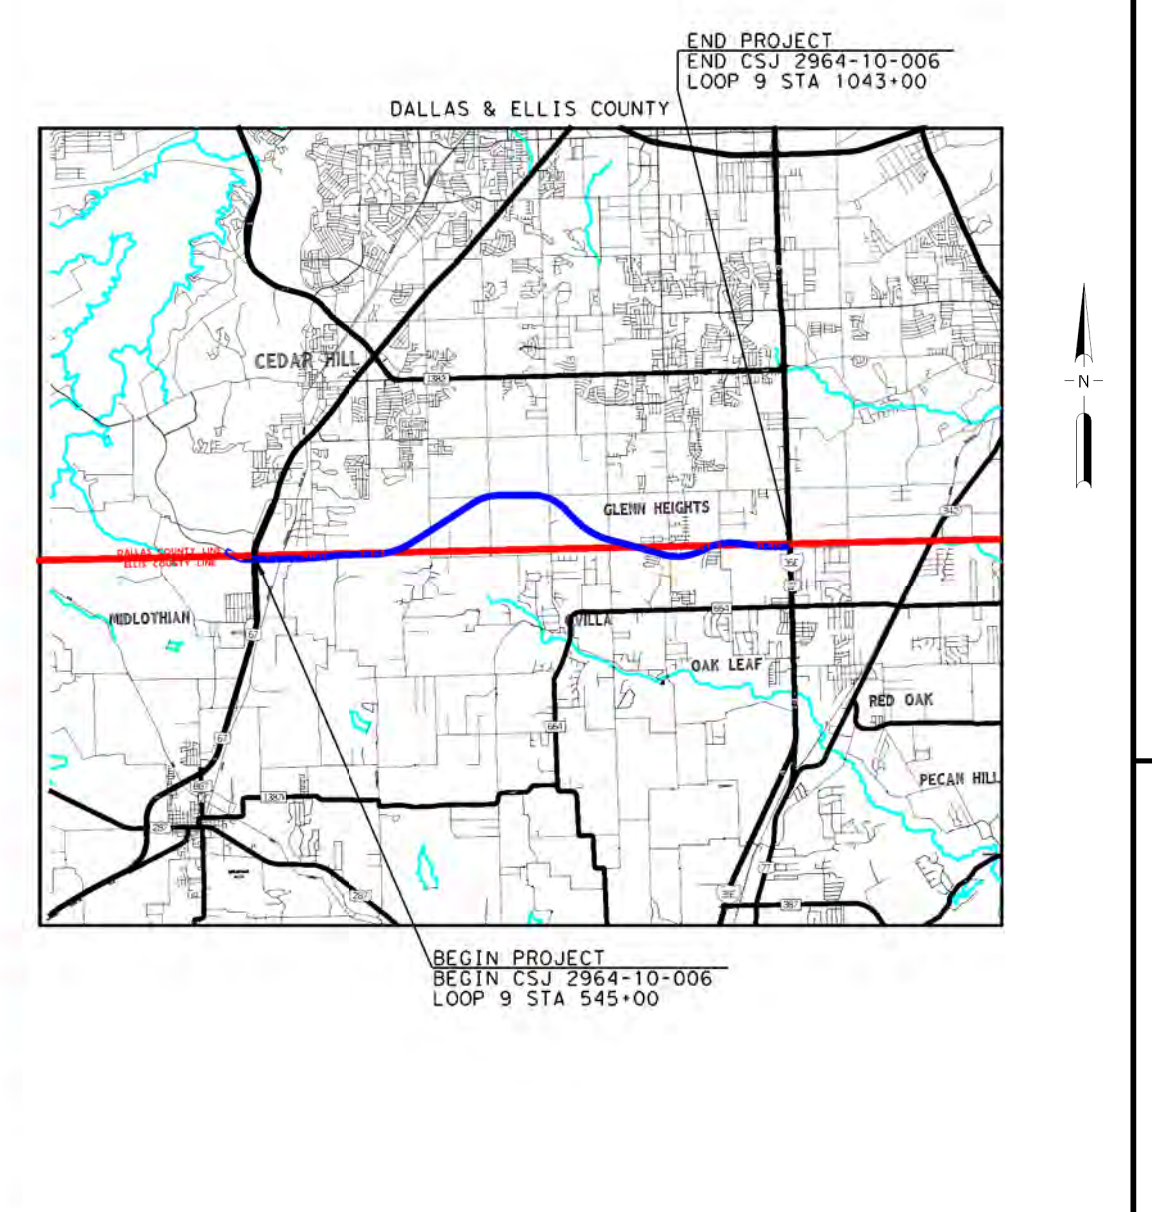 END PROJECT
END CSJ 2964-10-006
LOOP 9 STA 1043+00
DALLAS & ELLIS COUNTY
CEDAR HILL
1382
N
GLENN HEIGHTS
342
DALLAS COUNTY LINE
ELLIS COUNTY LINE
35E
77
MIDLOTHIAN
664
VILLA
67
OAK LEAF
RED OAK
664
67
PECAN HILL
867
1387
287
77
287
35E
387
BEGIN PROJECT
BEGIN CSJ 2964-10-006
LOOP 9 STA 545+00